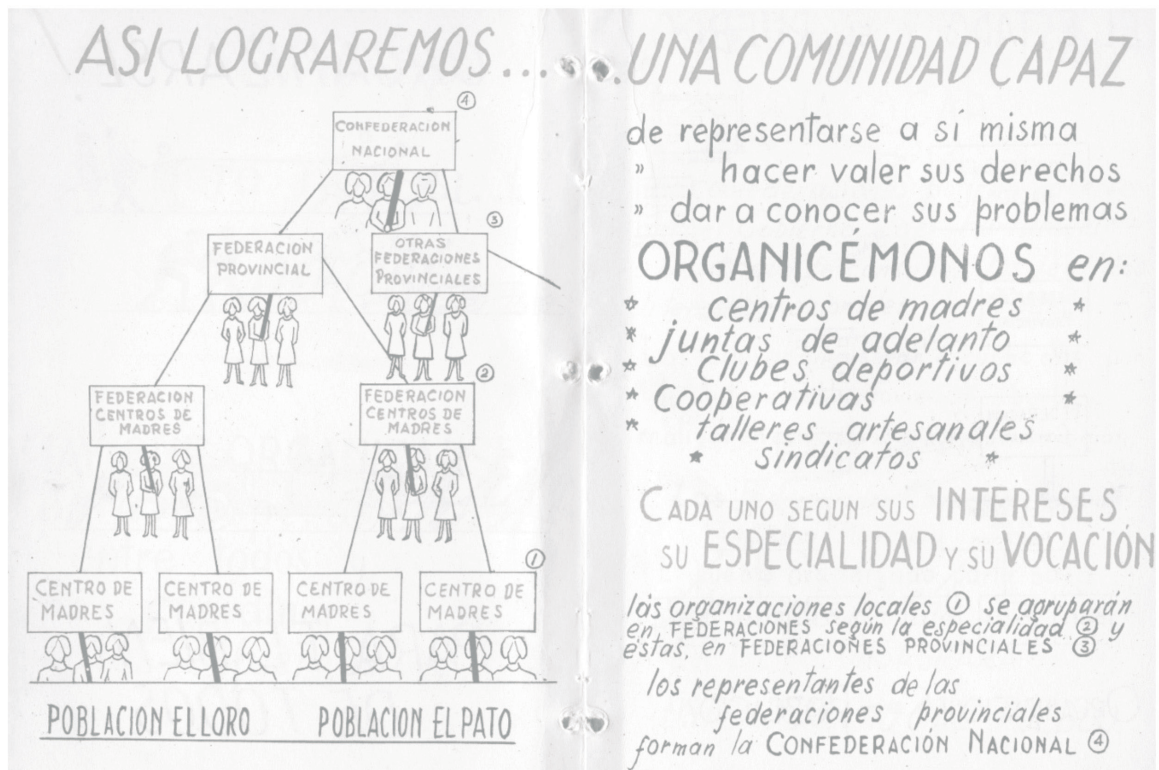 ASI LOGRAREMOS...
4
CONFEDERACION
NACIONAL
3
FEDERACION
PROVINCIAL
OTRAS
FEDERACIONES
PROVINCIALES
2
FEDERACION
CENTROS DE
MADRES
FEDERACION
CENTROS DE
MADRES
1
CENTRO DE
MADRES
CENTRO DE
MADRES
CENTRO DE
MADRES
CENTRO DE
MADRES
POBLACION EL LORO
POBLACION EL PATO
...UNA COMUNIDAD CAPAZ
de representarse a sí misma
» hacer valer sus derechos
» dar a conocer sus problemas
ORGANICÉMONOS en:
* centros de madres *
* juntas de adelanto *
* Clubes deportivos *
* Cooperativas *
* talleres artesanales
* sindicatos *
CADA UNO SEGUN SUS INTERESES
SU ESPECIALIDAD Y SU VOCACIÓN
las organizaciones locales ① se agruparán
en FEDERACIONES según la especialidad ② y
estas, en FEDERACIONES PROVINCIALES ③
los representantes de las
federaciones provinciales
forman la CONFEDERACIÓN NACIONAL ④